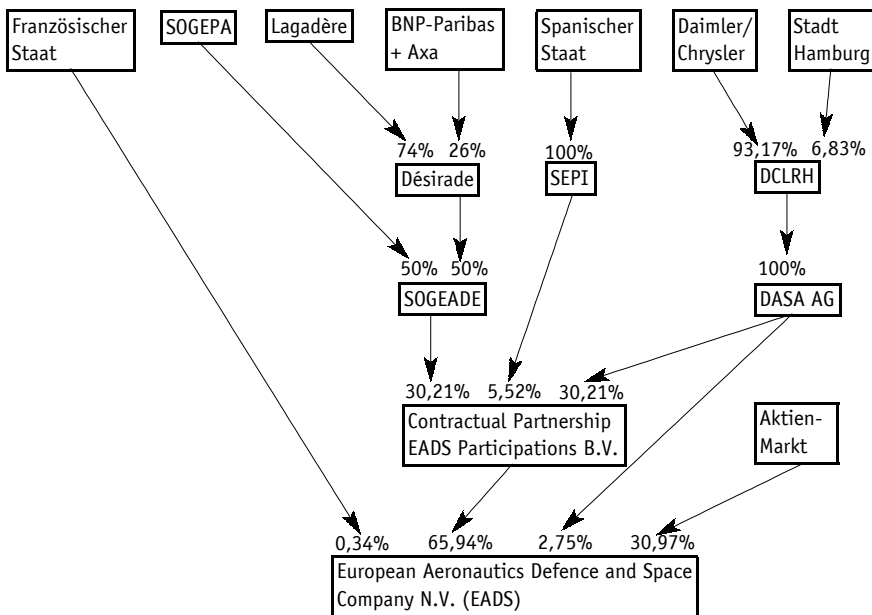 Französischer
Staat
SOGEPA
Lagadère
BNP-Paribas
+ Axa
Spanischer
Staat
Daimler/
Chrysler
Stadt
Hamburg
74% 26%
Désirade
100%
SEPI
93,17% 6,83%
DCLRH
50% 50%
SOGEADE
100%
DASA AG
30,21% 5,52% 30,21%
Contractual Partnership
EADS Participations B.V.
Aktien-
Markt
0,34% 65,94% 2,75% 30,97%
European Aeronautics Defence and Space
Company N.V. (EADS)